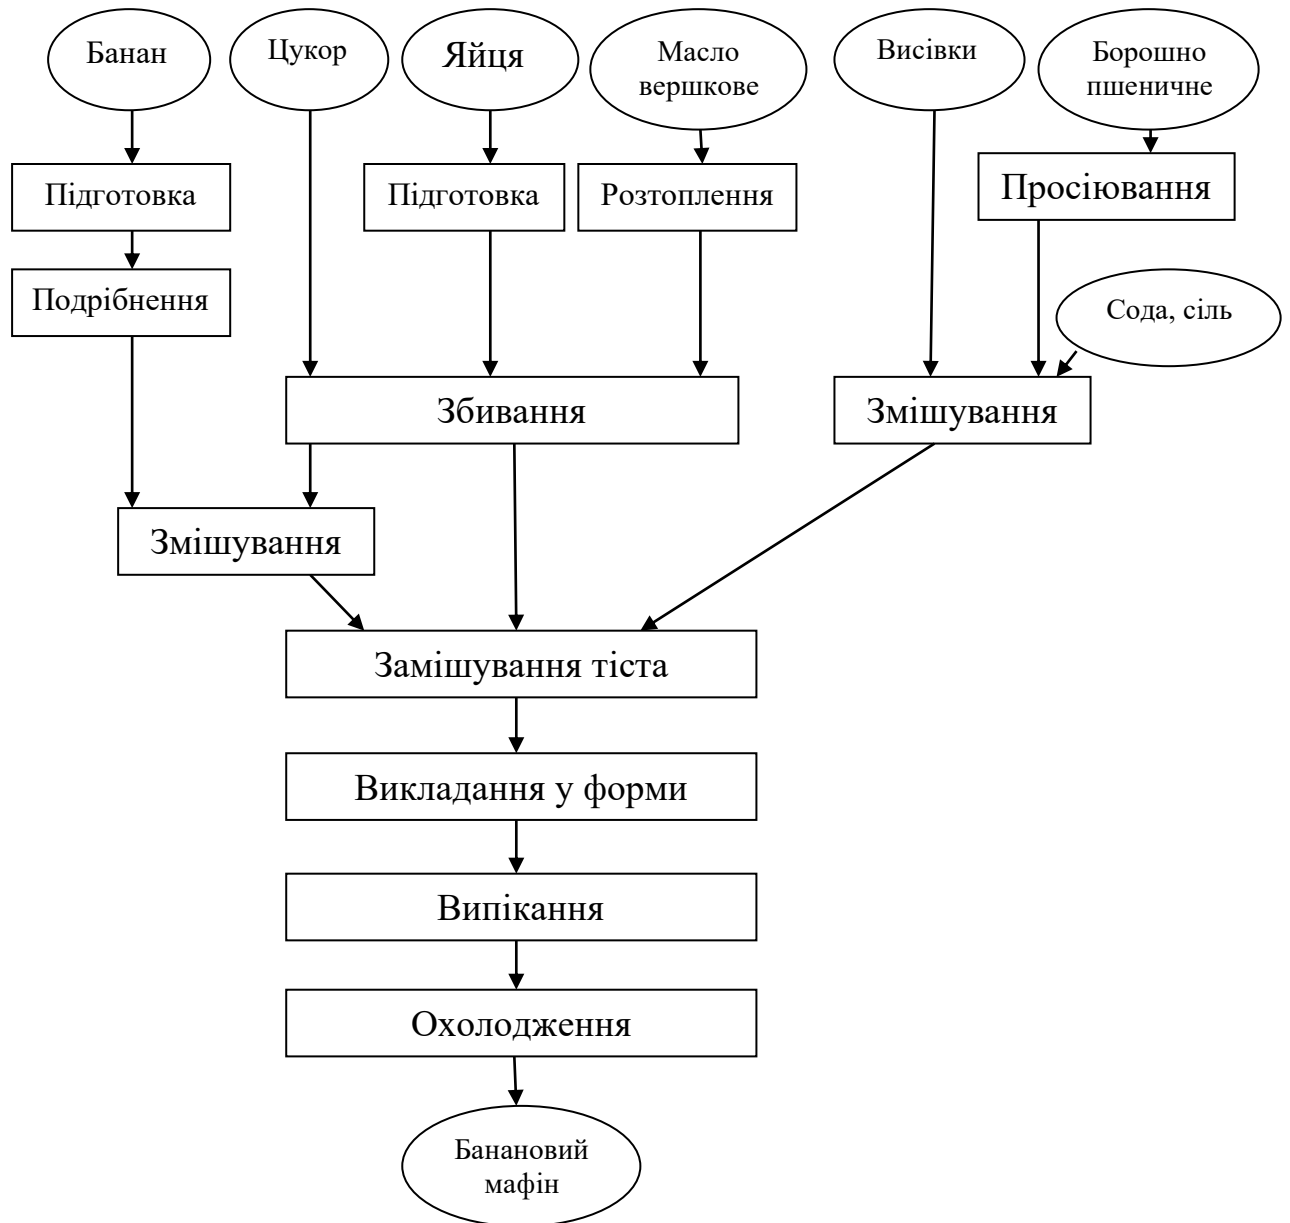 Банан
Цукор
Яйця
Масло
вершкове
Висівки
Борошно
пшеничне
Підготовка
Підготовка
Розтоплення
Просіювання
Подрібнення
Сода, сіль
Збивання
Змішування
Змішування
Замішування тіста
Викладання у форми
Випікання
Охолодження
Банановий
мафін